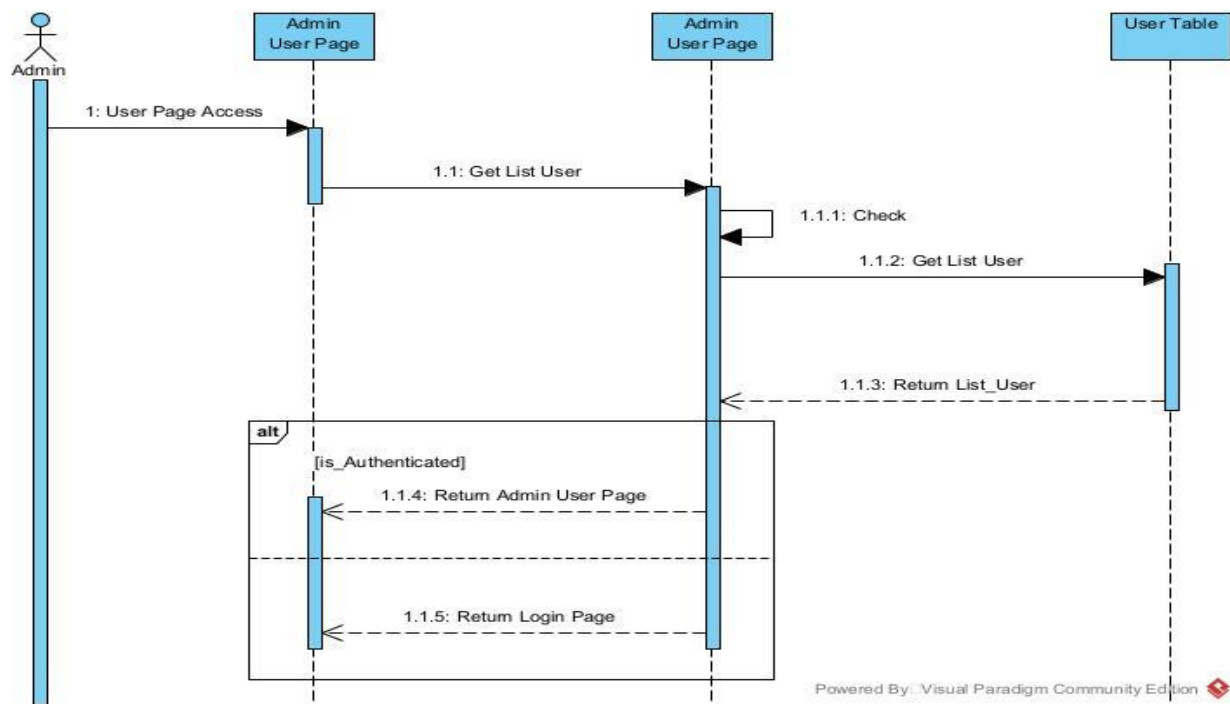 Admin
User Page
Admin
User Page
User Table
Admin
1: User Page Access
1.1: Get List User
1.1.1: Check
1.1.2: Get List User
1.1.3: Return List_User
alt
[is_Authenticated]
1.1.4: Return Admin User Page
1.1.5: Return Login Page
Powered By Visual Paradigm Community Edition